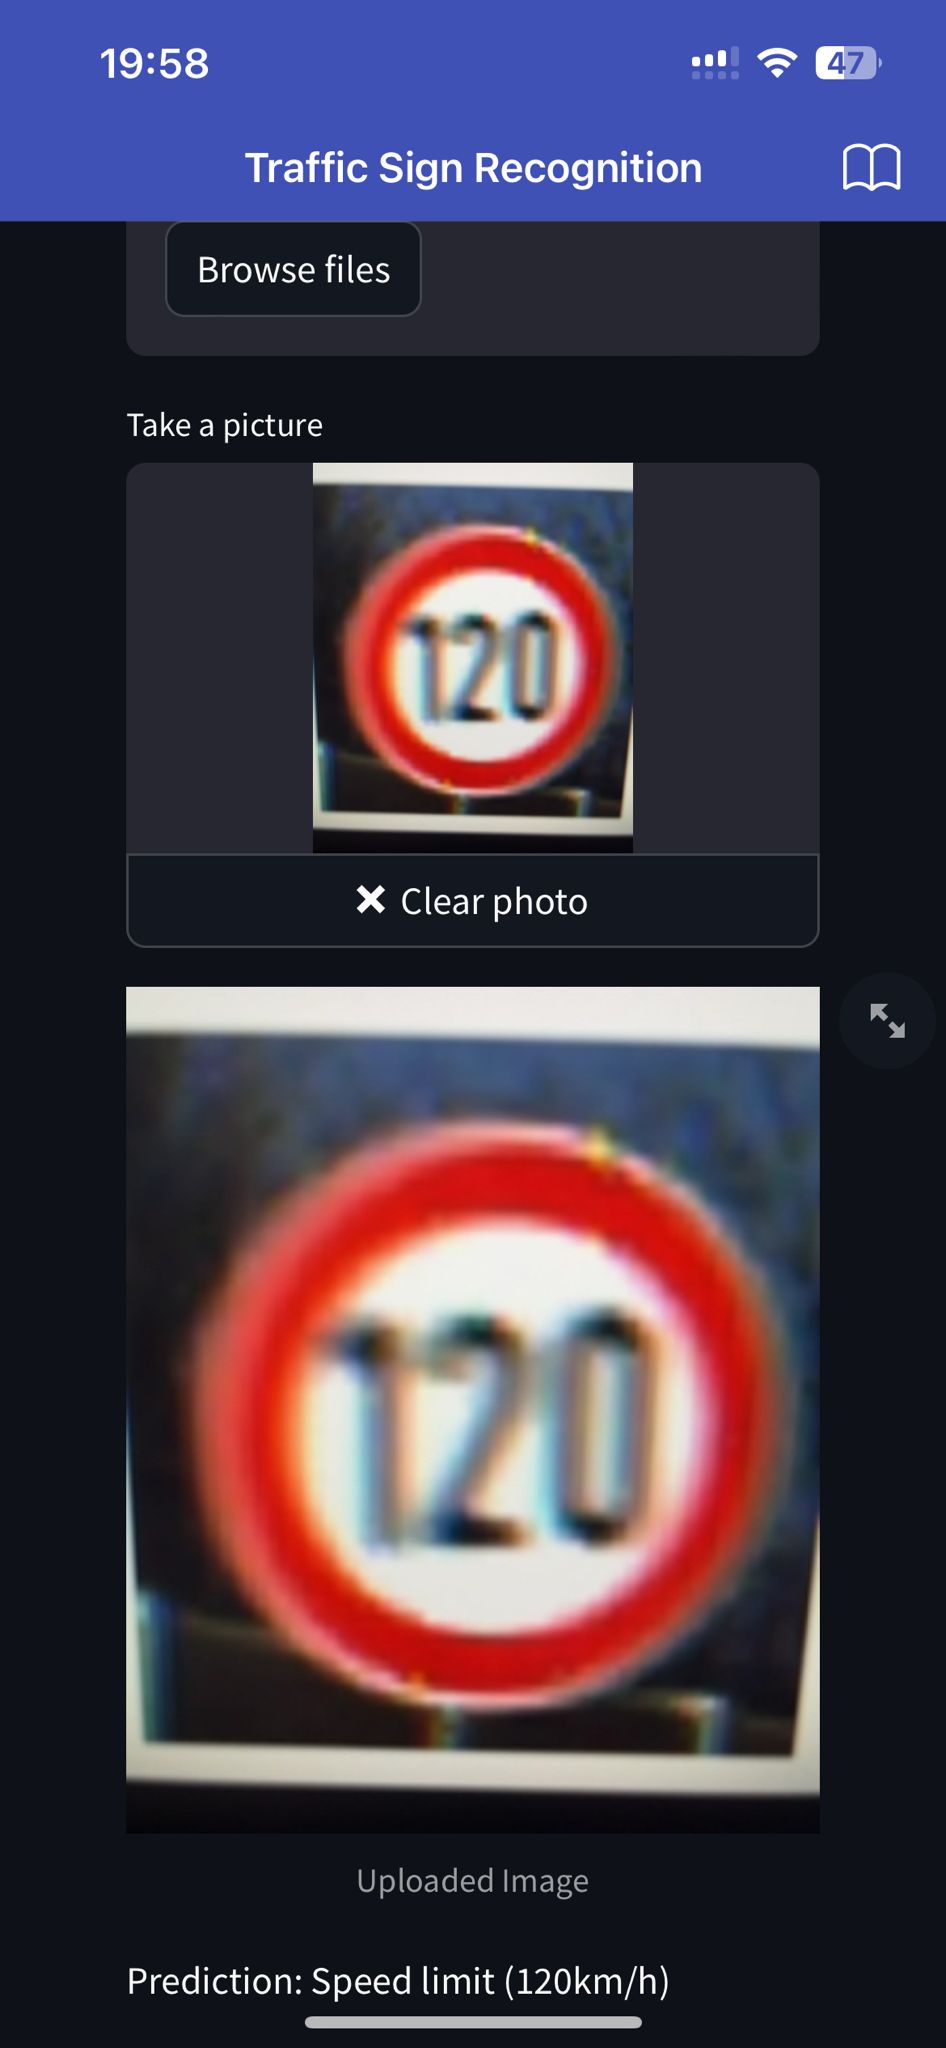 19:58
47
Traffic Sign Recognition
Browse files
Take a picture
120
Clear photo
120
Uploaded Image
Prediction: Speed limit (120km/h)